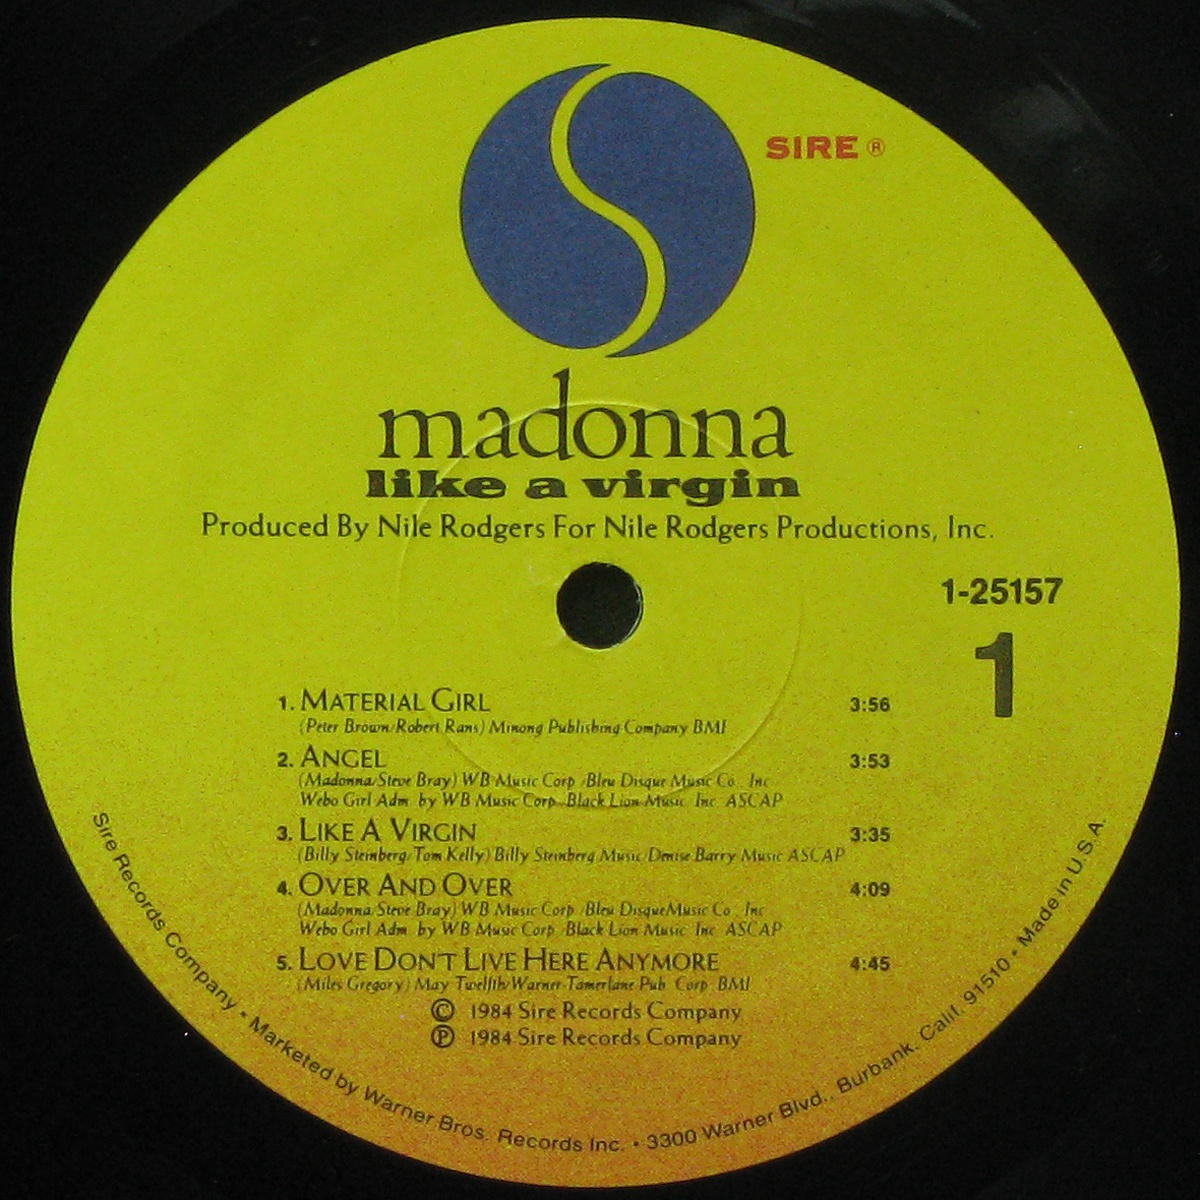 SIRE ®
madonna
like a virgin
Produced By Nile Rodgers For Nile Rodgers Productions, Inc.
1-25157
1
1. MATERIAL GIRL 3:56
(Peter Brown/Robert Rans) Minong Publishing Company BMI
2. ANGEL 3:53
(Madonna/Steve Bray) WB Music Corp./Bleu Disque Music Co., Inc.
Webo Girl Adm. by WB Music Corp./Black Lion Music, Inc. ASCAP
3. LIKE A VIRGIN 3:35
(Billy Steinberg/Tom Kelly) Billy Steinberg Music/Denise Barry Music ASCAP
4. OVER AND OVER 4:09
(Madonna/Steve Bray) WB Music Corp./Bleu DisqueMusic Co., Inc.
Webo Girl Adm. by WB Music Corp./Black Lion Music, Inc. ASCAP
5. LOVE DON'T LIVE HERE ANYMORE 4:45
(Miles Gregory) May Twelfth/Warner-Tamerlane Pub. Corp. BMI
© 1984 Sire Records Company
℗ 1984 Sire Records Company
Sire Records Company • Marketed by Warner Bros. Records Inc. • 3300 Warner Blvd., Burbank, Calif. 91510 • Made in U.S.A.